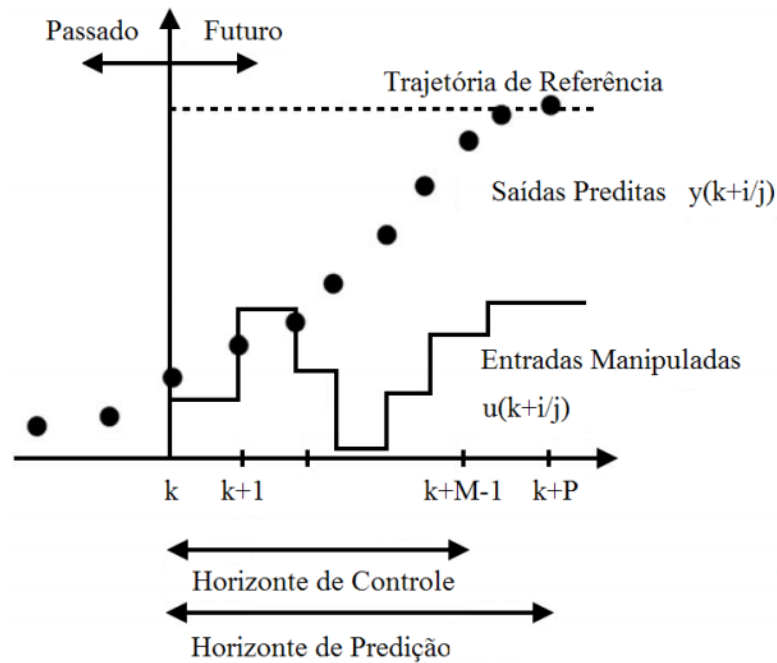 Passado Futuro
Trajetória de Referência
Saídas Preditas y(k+i/j)
Entradas Manipuladas
u(k+i/j)
k k+1 k+M-1 k+P
Horizonte de Controle
Horizonte de Predição